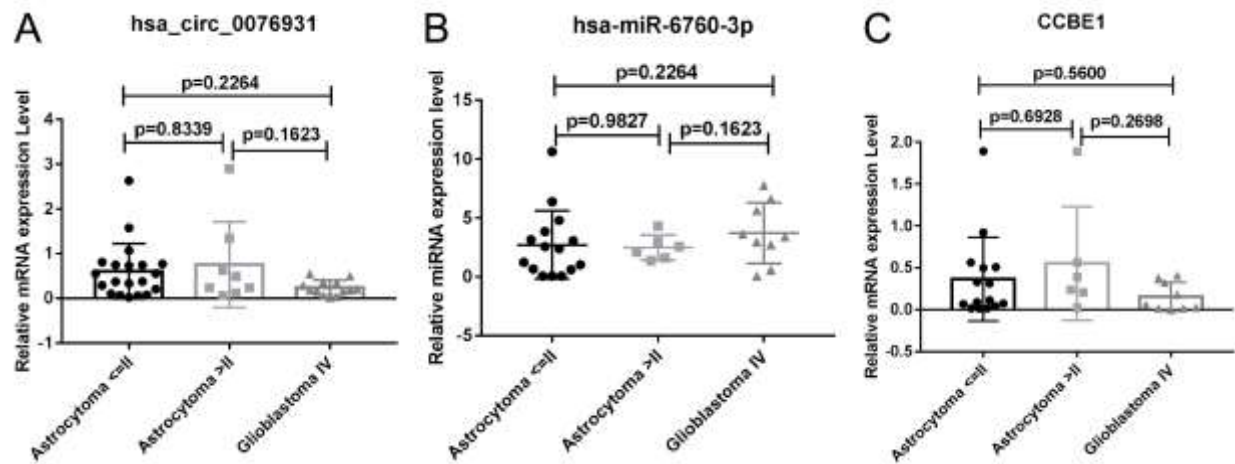 A
hsa_circ_0076931
p=0.2264
p=0.8339
p=0.1623
Relative mRNA expression Level
5
4
3
2
1
0
-1
Astrocytoma <=II
Astrocytoma >II
Glioblastoma IV
B
hsa-miR-6760-3p
p=0.2264
p=0.9827
p=0.1623
Relative miRNA expression level
15
10
5
0
-5
Astrocytoma <=II
Astrocytoma >II
Glioblastoma IV
C
CCBE1
p=0.5600
p=0.6928
p=0.2698
Relative mRNA expression Level
2.0
1.5
1.0
0.5
0.0
-0.5
Astrocytoma <=II
Astrocytoma >II
Glioblastoma IV